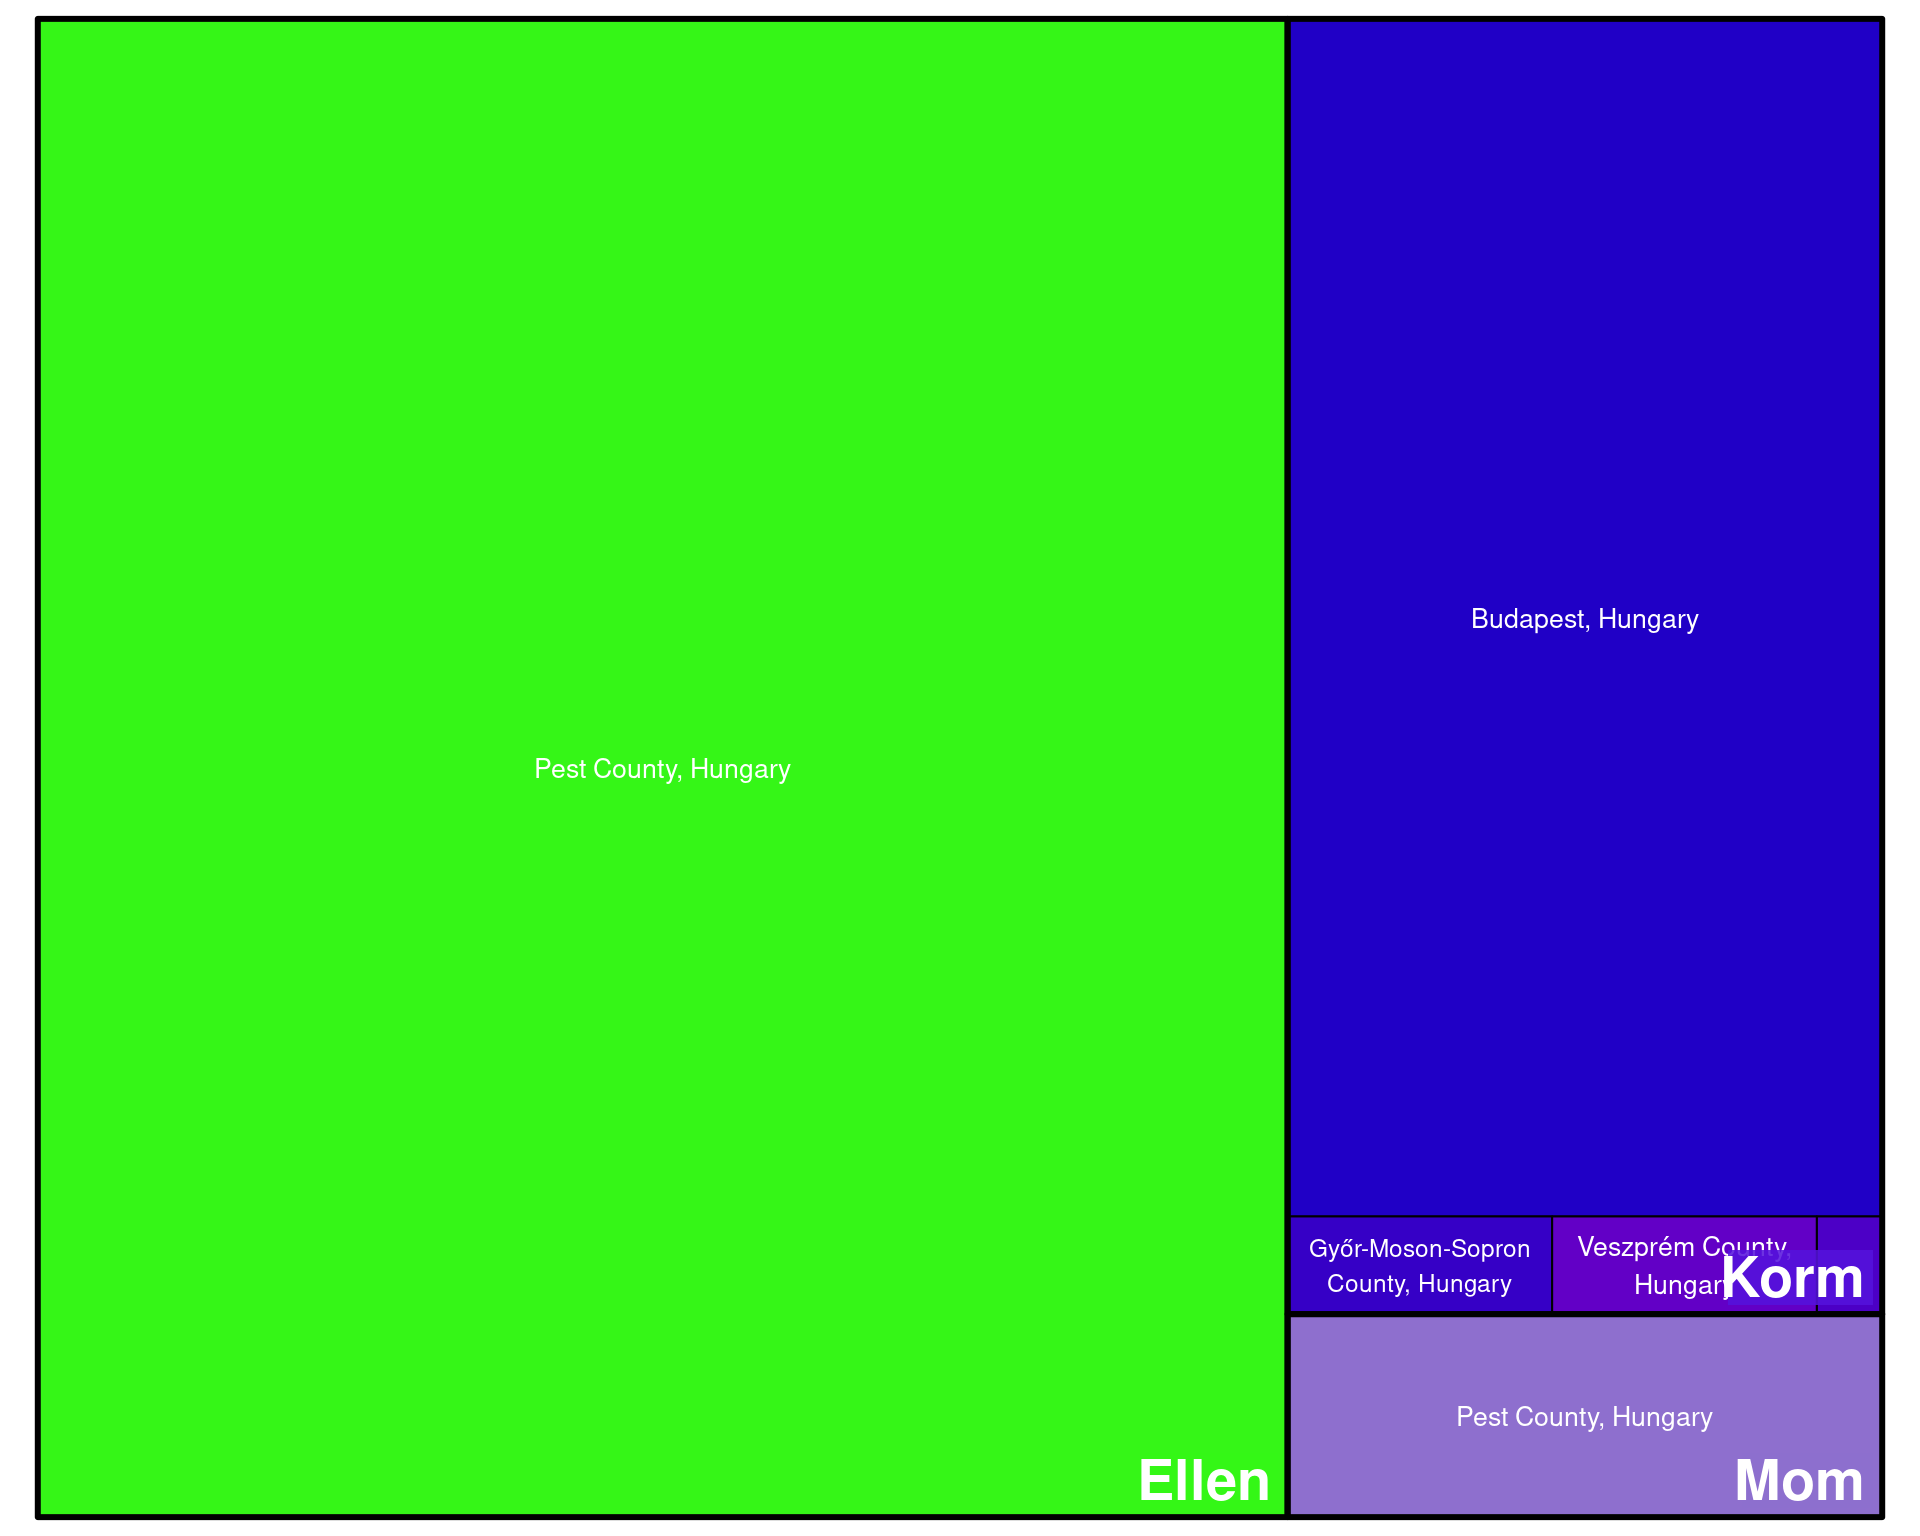 Pest County, Hungary
Ellen
Budapest, Hungary
Győr-Moson-Sopron
County, Hungary
Veszprém County,
Hungary
Korm
Pest County, Hungary
Mom